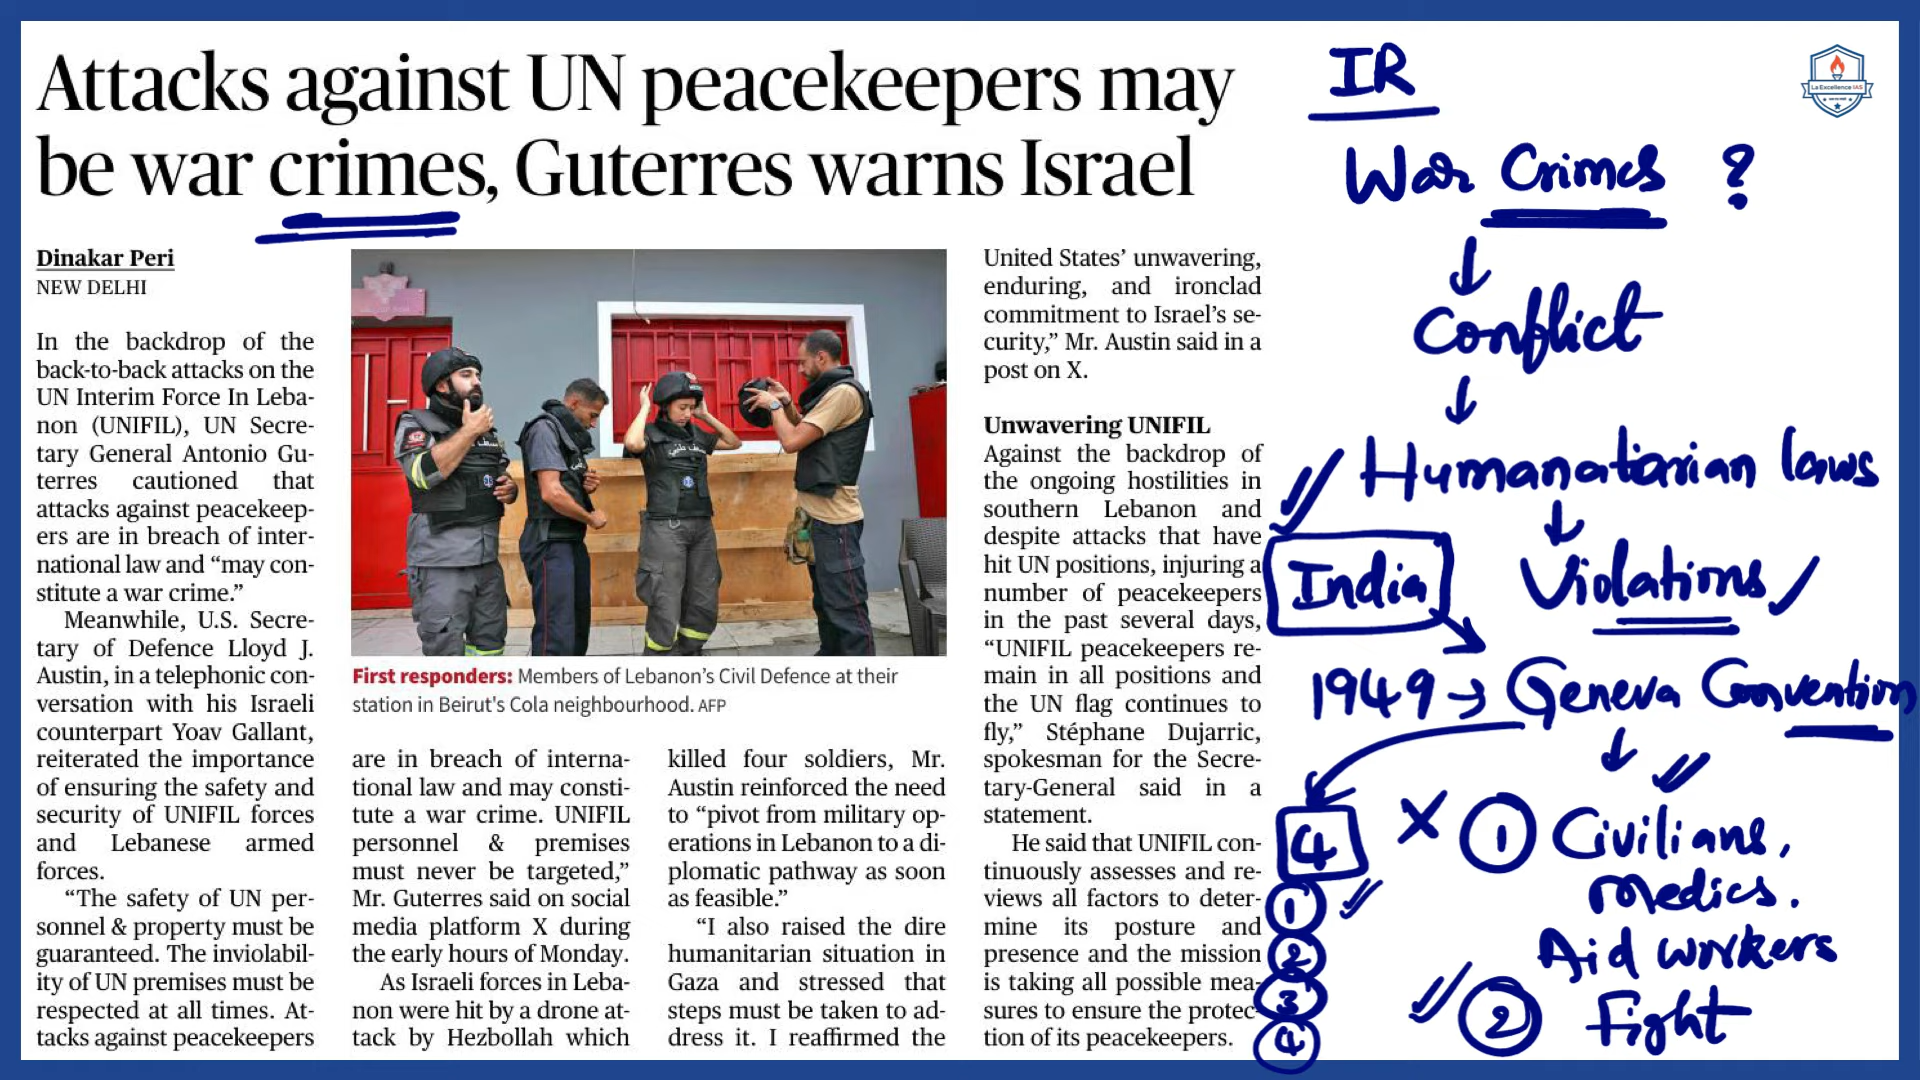 Attacks against UN peacekeepers may
be war crimes, Guterres warns Israel
Dinakar Peri
NEW DELHI
In the backdrop of the
back-to-back attacks on the
UN Interim Force In Leba-
non (UNIFIL), UN Secre-
tary General Antonio Gu-
terres cautioned that
attacks against peacekeep-
ers are in breach of inter-
national law and “may con-
stitute a war crime.”
Meanwhile, U.S. Secre-
tary of Defence Lloyd J.
Austin, in a telephonic con-
versation with his Israeli
counterpart Yoav Gallant,
reiterated the importance
of ensuring the safety and
security of UNIFIL forces
and Lebanese armed
forces.
“The safety of UN per-
sonnel & property must be
guaranteed. The inviolabil-
ity of UN premises must be
respected at all times. At-
tacks against peacekeepers
First responders: Members of Lebanon's Civil Defence at their
station in Beirut's Cola neighbourhood. AFP
are in breach of interna-
tional law and may consti-
tute a war crime. UNIFIL
personnel & premises
must never be targeted,”
Mr. Guterres said on social
media platform X during
the early hours of Monday.
As Israeli forces in Leba-
non were hit by a drone at-
tack by Hezbollah which
killed four soldiers, Mr.
Austin reinforced the need
to “pivot from military op-
erations in Lebanon to a di-
plomatic pathway as soon
as feasible.”
“I also raised the dire
humanitarian situation in
Gaza and stressed that
steps must be taken to ad-
dress it. I reaffirmed the
United States’ unwavering,
enduring, and ironclad
commitment to Israel’s se-
curity,” Mr. Austin said in a
post on X.
Unwavering UNIFIL
Against the backdrop of
the ongoing hostilities in
southern Lebanon and
despite attacks that have
hit UN positions, injuring a
number of peacekeepers
in the past several days,
“UNIFIL peacekeepers re-
main in all positions and
the UN flag continues to
fly,” Stéphane Dujarric,
spokesman for the Secre-
tary-General said in a
statement.
He said that UNIFIL con-
tinuously assesses and re-
views all factors to deter-
mine its posture and
presence and the mission
is taking all possible mea-
sures to ensure the protec-
tion of its peacekeepers.
IR
War Crimes ?
Conflict
Humanatiarian laws
India
Violations
1949 → Geneva Convention
4
1
2
3
4
X 1 Civilians,
medics.
Aid workers
2 Fight
La Excellence IAS